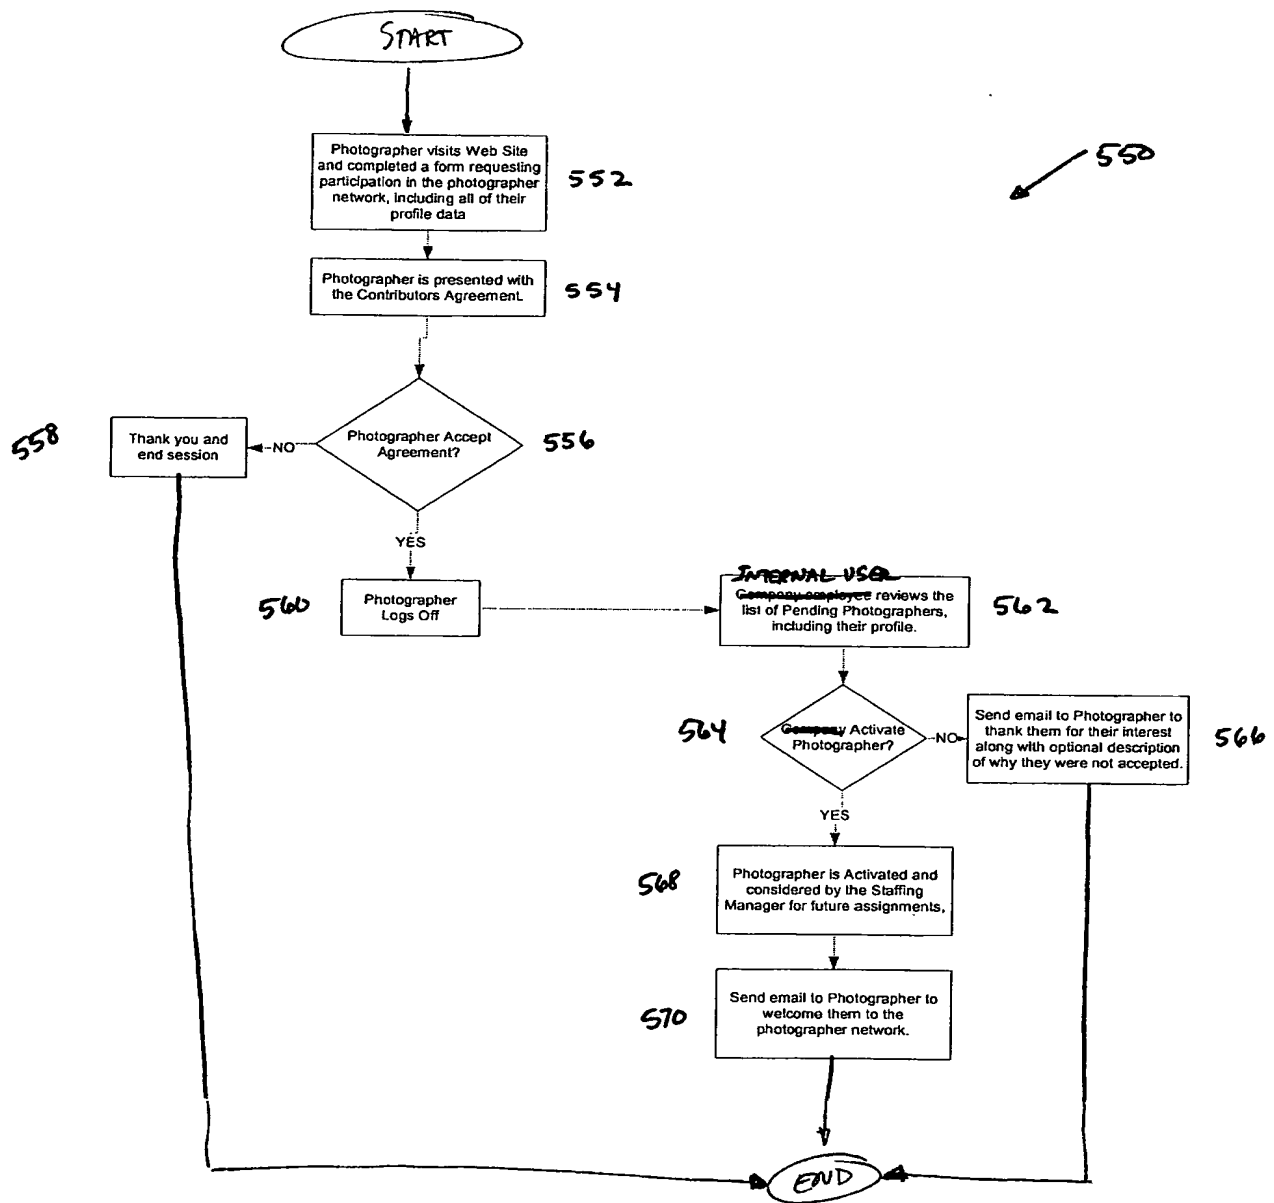 START
Photographer visits Web Site
and completed a form requesting
participation in the photographer
network, including all of their
profile data
552
550
Photographer is presented with
the Contributors Agreement.
554
558
Thank you and
end session
NO
Photographer Accept
Agreement?
556
YES
560
Photographer
Logs Off
INTERNAL USER
Company employee reviews the
list of Pending Photographers,
including their profile.
562
564
Company Activate
Photographer?
NO
Send email to Photographer to
thank them for their interest
along with optional description
of why they were not accepted.
566
YES
568
Photographer is Activated and
considered by the Staffing
Manager for future assignments,
570
Send email to Photographer to
welcome them to the
photographer network.
END